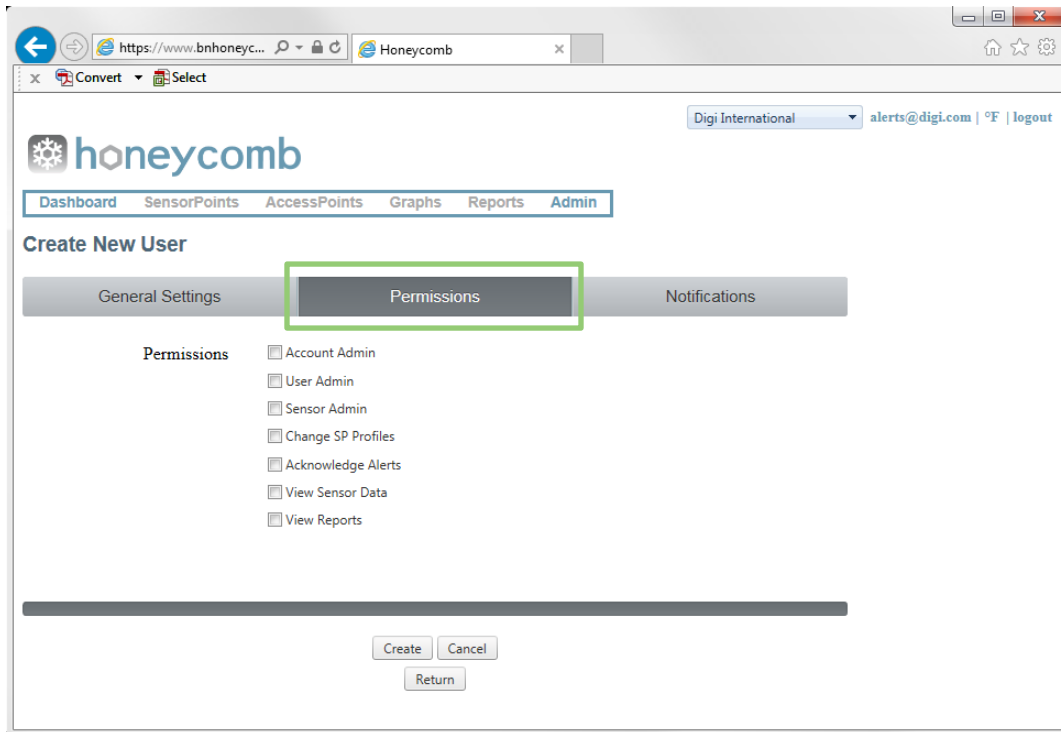 https://www.bnhoneyc...
Honeycomb
x Convert Select
Digi International alerts@digi.com | °F | logout
honeycomb
Dashboard SensorPoints AccessPoints Graphs Reports Admin
Create New User
General Settings Permissions Notifications
Permissions
Account Admin
User Admin
Sensor Admin
Change SP Profiles
Acknowledge Alerts
View Sensor Data
View Reports
Create Cancel
Return